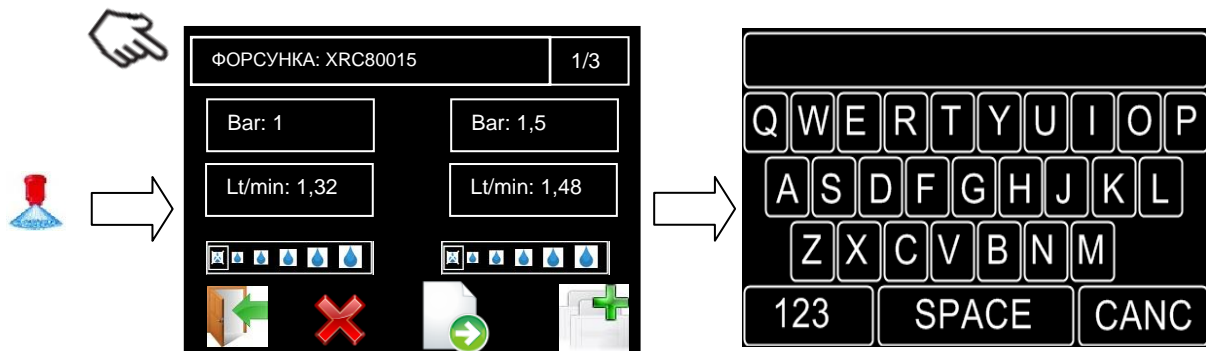 ФОРСУНКА: XRC80015 1/3
Bar: 1 Bar: 1,5
Lt/min: 1,32 Lt/min: 1,48
Q W E R T Y U I O P
A S D F G H J K L
Z X C V B N M
123 SPACE CANC